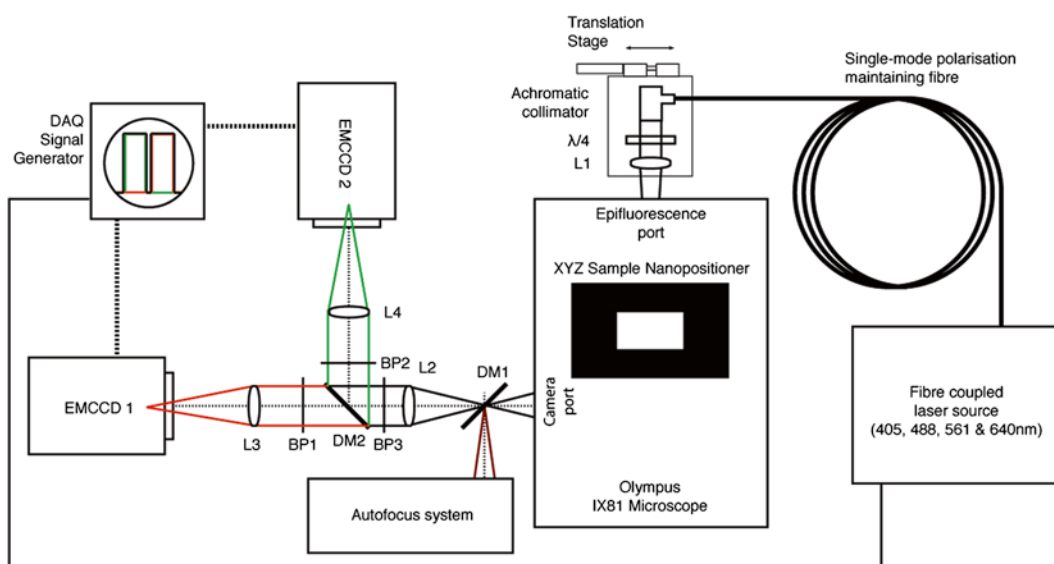 Translation
Stage
Single-mode polarisation
maintaining fibre
Achromatic
collimator
λ/4
L1
DAQ
Signal
Generator
EMCCD 2
Epifluorescence
port
XYZ Sample Nanopositioner
L4
BP2
L2
DM1
Camera
port
EMCCD 1
L3
BP1
DM2
BP3
Fibre coupled
laser source
(405, 488, 561 & 640nm)
Autofocus system
Olympus
IX81 Microscope